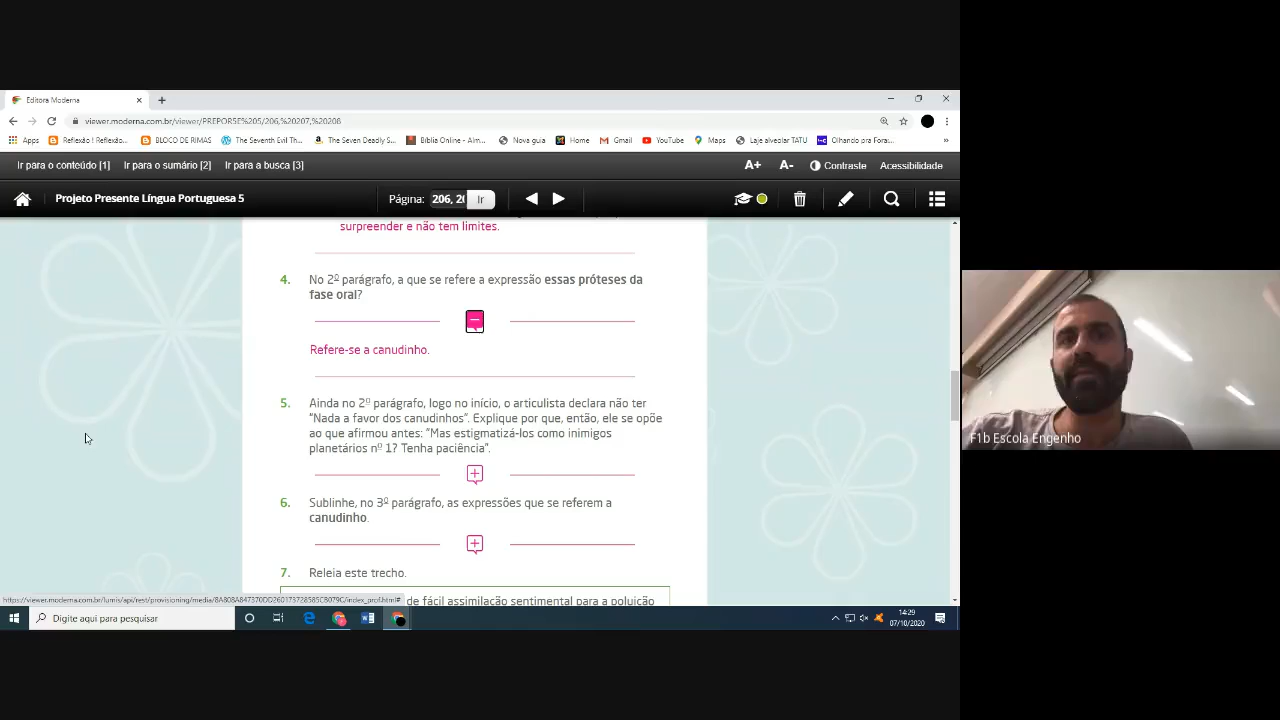 Editora Moderna
viewer.moderna.com.br/viewer/PREPOR5E%205/206,%20207,%20208
Apps Reflexão ! Reflexão... BLOCO DE RIMAS The Seventh Evil Th... The Seven Deadly S... Bíblia Online - Alm... Nova guia Home Gmail YouTube Maps Laje alveolar TATU Olhando pra Forai... »
Ir para o conteúdo [1] Ir para o sumário [2] Ir para a busca [3] A+ A- Contraste Acessibilidade
Projeto Presente Língua Portuguesa 5 Página: 206, 20 Ir
surpreender e não tem limites.
4. No 2º parágrafo, a que se refere a expressão essas próteses da
fase oral?
Refere-se a canudinho.
5. Ainda no 2º parágrafo, logo no início, o articulista declara não ter
"Nada a favor dos canudinhos". Explique por que, então, ele se opõe
ao que afirmou antes: "Mas estigmatizá-los como inimigos
planetários nº 1? Tenha paciência".
6. Sublinhe, no 3º parágrafo, as expressões que se referem a
canudinho.
7. Releia este trecho.
de fácil assimilação sentimental para a poluição
Digite aqui para pesquisar
14:29
07/10/2020
F1b Escola Engenho